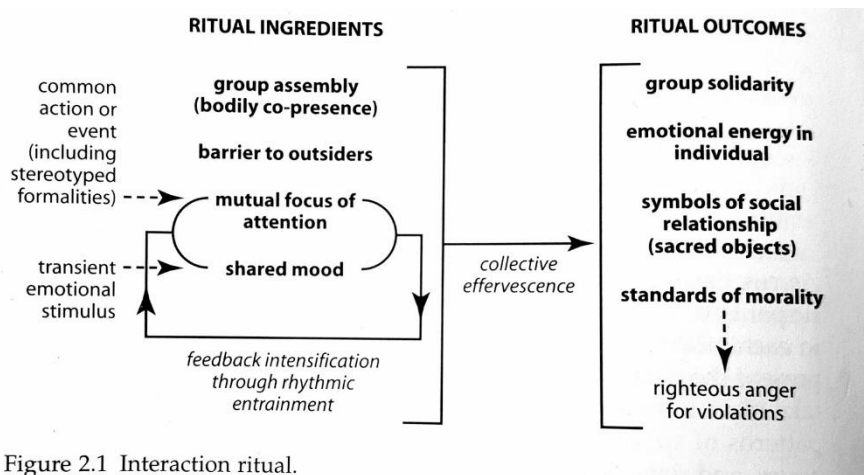 RITUAL INGREDIENTS
group assembly
(bodily co-presence)
barrier to outsiders
mutual focus of
attention
shared mood
common
action or
event
(including
stereotyped
formalities)
transient
emotional
stimulus
feedback intensification
through rhythmic
entrainment
collective
effervescence
RITUAL OUTCOMES
group solidarity
emotional energy in
individual
symbols of social
relationship
(sacred objects)
standards of morality
righteous anger
for violations
Figure 2.1 Interaction ritual.